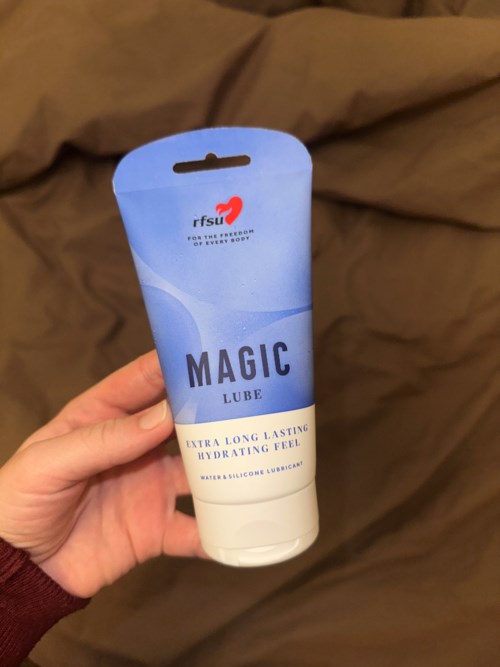 rfsu
FOR THE FREEDOM
OF EVERY BODY
MAGIC
LUBE
EXTRA LONG LASTING
HYDRATING FEEL
WATER & SILICONE LUBRICANT